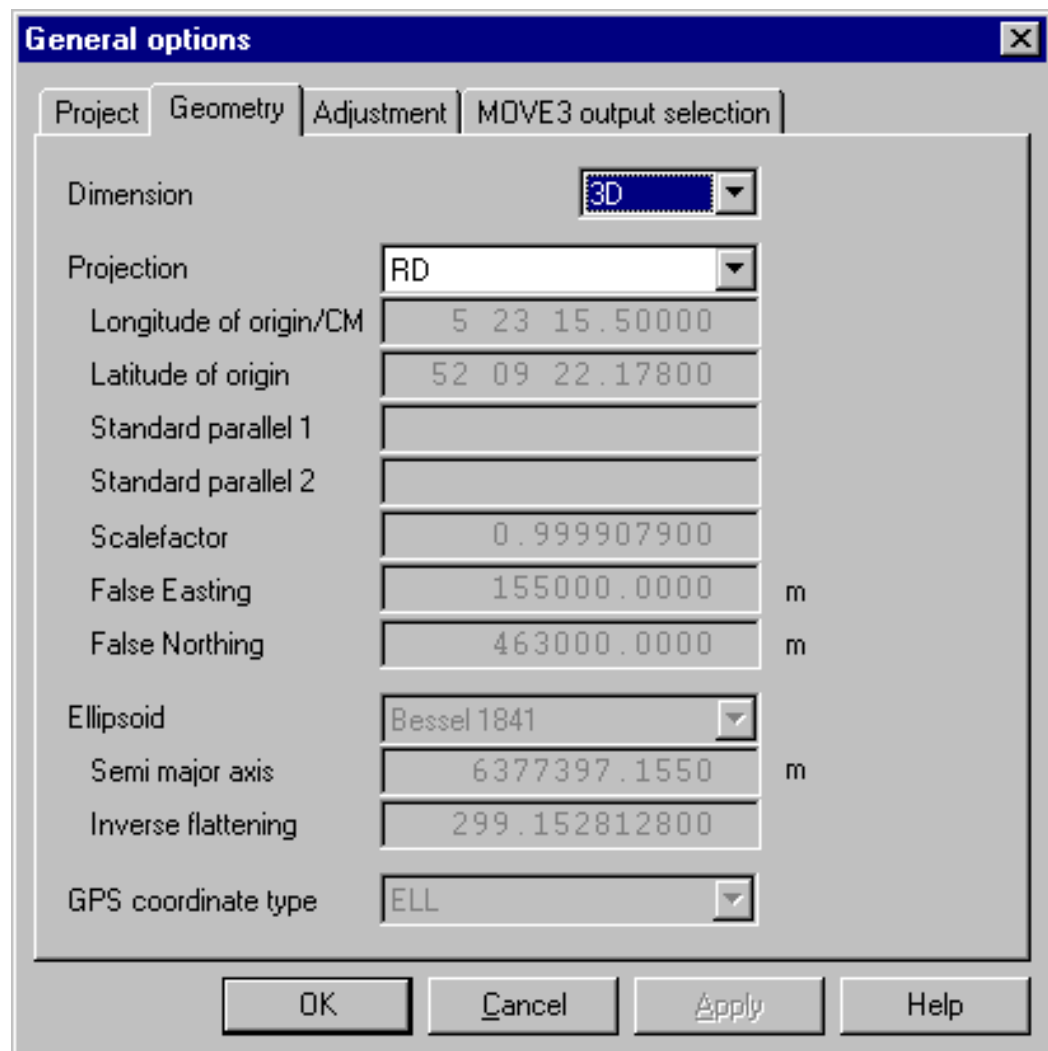 General options
Project Geometry Adjustment MOVE3 output selection
Dimension 3D
Projection RD
Longitude of origin/CM 5 23 15.50000
Latitude of origin 52 09 22.17800
Standard parallel 1
Standard parallel 2
Scalefactor 0.999907900
False Easting 155000.0000 m
False Northing 463000.0000 m
Ellipsoid Bessel 1841
Semi major axis 6377397.1550 m
Inverse flattening 299.152812800
GPS coordinate type ELL
OK Cancel Apply Help